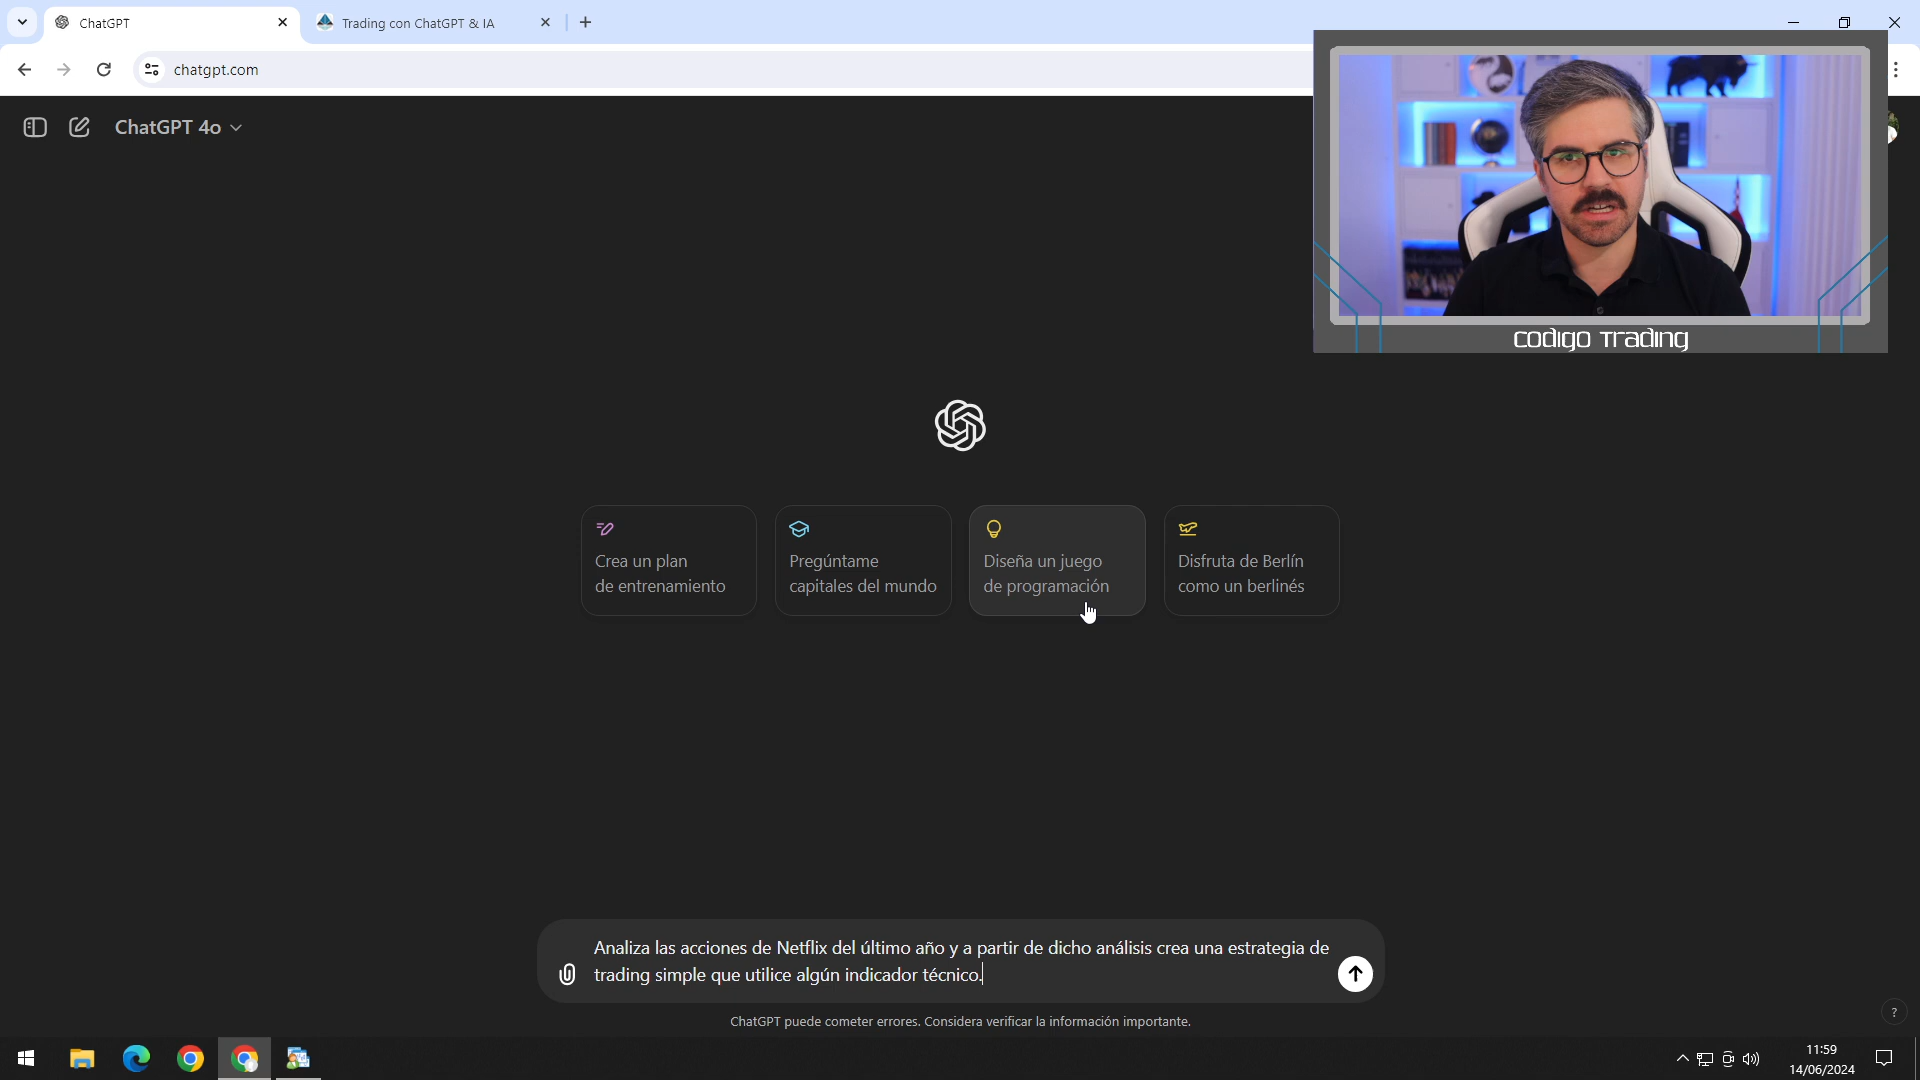 ChatGPT
Trading con ChatGPT & IA
chatgpt.com
ChatGPT 4o
codigo Trading
Crea un plan
de entrenamiento
Pregúntame
capitales del mundo
Diseña un juego
de programación
Disfruta de Berlín
como un berlinés
Analiza las acciones de Netflix del último año y a partir de dicho análisis crea una estrategia de
trading simple que utilice algún indicador técnico.
ChatGPT puede cometer errores. Considera verificar la información importante.
?
11:59
14/06/2024